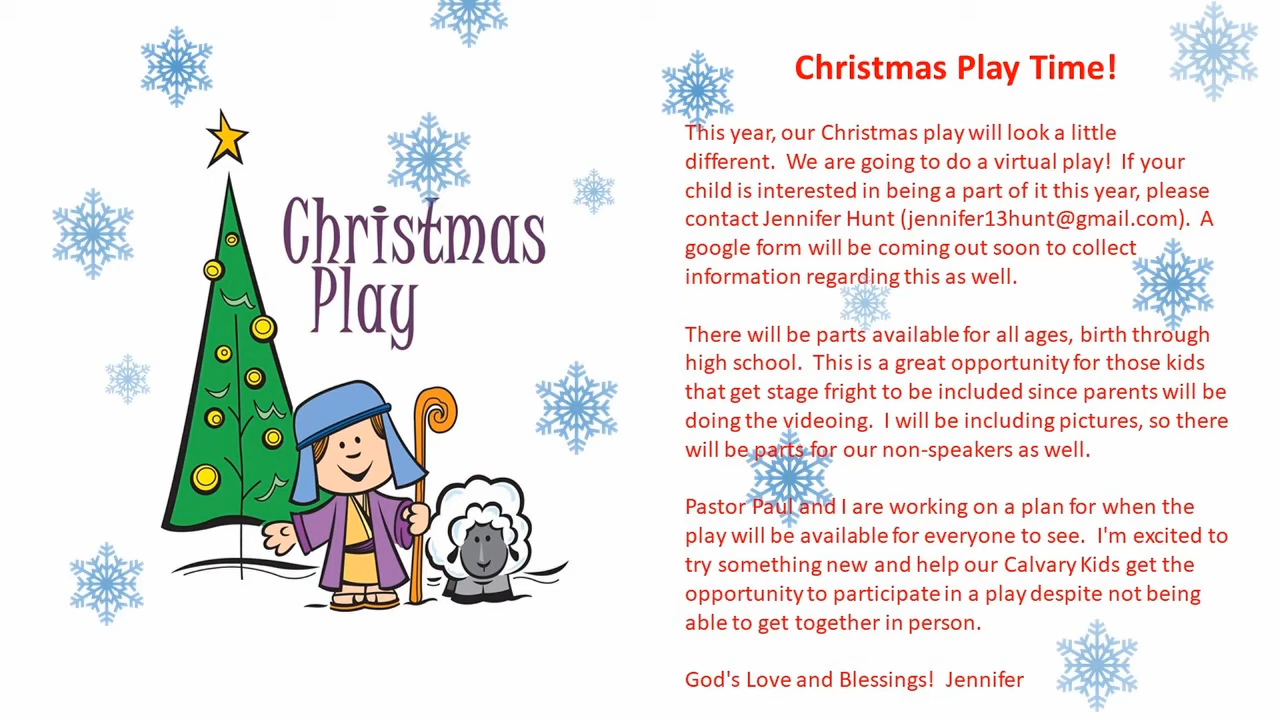 Christmas
Play
Christmas Play Time!
This year, our Christmas play will look a little
different.  We are going to do a virtual play!  If your
child is interested in being a part of it this year, please
contact Jennifer Hunt (jennifer13hunt@gmail.com).  A
google form will be coming out soon to collect
information regarding this as well.
There will be parts available for all ages, birth through
high school.  This is a great opportunity for those kids
that get stage fright to be included since parents will be
doing the videoing.  I will be including pictures, so there
will be parts for our non-speakers as well.
Pastor Paul and I are working on a plan for when the
play will be available for everyone to see.  I'm excited to
try something new and help our Calvary Kids get the
opportunity to participate in a play despite not being
able to get together in person.
God's Love and Blessings!  Jennifer